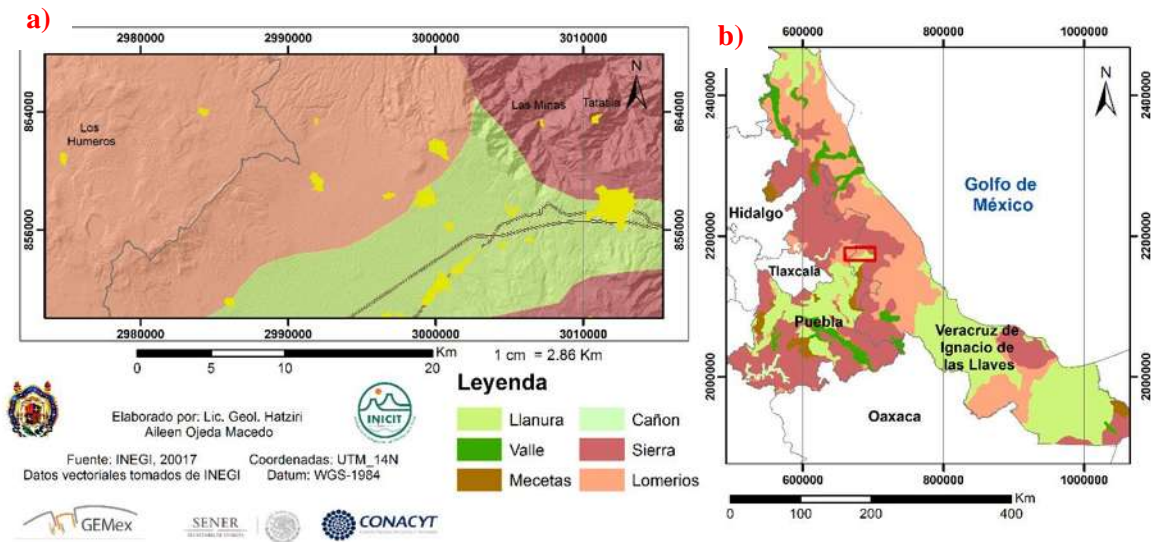 a)
2980000 2990000 3000000 3010000
N
Las Minas
Tatatila
Los
Humeros
864000
856000
864000
856000
2980000 2990000 3000000 3010000
Km
0 5 10 20
1 cm = 2.86 Km
Elaborado por: Lic. Geol. Hatziri
Aileen Ojeda Macedo
INICIT
Fuente: INEGI, 20017
Datos vectoriales tomados de INEGI
Coordenadas: UTM_14N
Datum: WGS-1984
GEMex
SENER
SECRETARÍA DE ENERGÍA
CONACYT
Leyenda
Llanura
Valle
Mecetas
Cañon
Sierra
Lomerios
b)
600000 800000 1000000
N
2400000
2200000
2000000
2400000
2200000
2000000
Golfo de
México
Hidalgo
Tlaxcala
Puebla
Veracruz de
Ignacio de
las Llaves
Oaxaca
600000 800000 1000000
Km
0 100 200 400